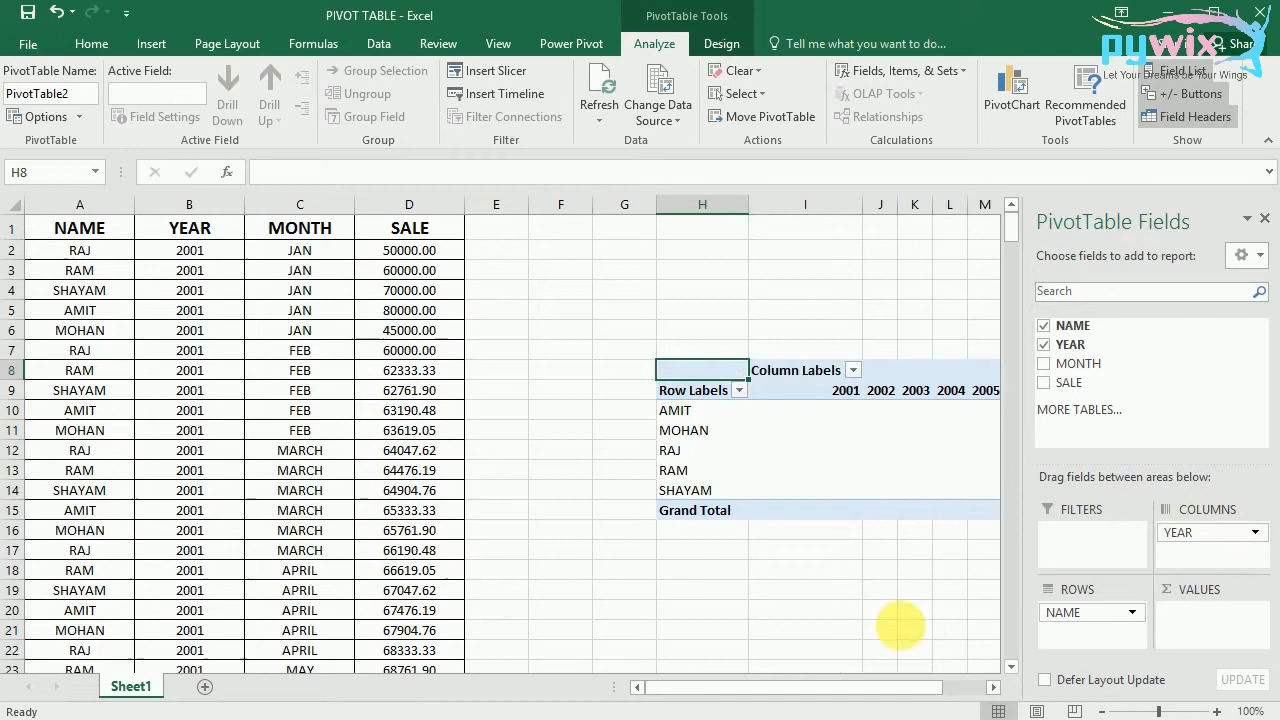 PIVOT TABLE - Excel
PivotTable Tools
pywix
Let Your Dreams on Your Wings
File Home Insert Page Layout Formulas Data Review View Power Pivot Analyze Design Tell me what you want to do... Share
PivotTable Name:
PivotTable2
Options
PivotTable
Active Field:
Field Settings
Drill Down
Drill Up
Active Field
Group Selection
Ungroup
Group Field
Group
Insert Slicer
Insert Timeline
Filter Connections
Filter
Refresh
Change Data Source
Data
Clear
Select
Move PivotTable
Actions
Fields, Items, & Sets
OLAP Tools
Relationships
Calculations
PivotChart
Recommended PivotTables
Tools
Field List
+/- Buttons
Field Headers
Show
H8 fx
A B C D E F G H I J K L M
1 NAME YEAR MONTH SALE
2 RAJ 2001 JAN 50000.00
3 RAM 2001 JAN 60000.00
4 SHAYAM 2001 JAN 70000.00
5 AMIT 2001 JAN 80000.00
6 MOHAN 2001 JAN 45000.00
7 RAJ 2001 FEB 60000.00
8 RAM 2001 FEB 62333.33 Column Labels
9 SHAYAM 2001 FEB 62761.90 Row Labels 2001 2002 2003 2004 2005
10 AMIT 2001 FEB 63190.48 AMIT
11 MOHAN 2001 FEB 63619.05 MOHAN
12 RAJ 2001 MARCH 64047.62 RAJ
13 RAM 2001 MARCH 64476.19 RAM
14 SHAYAM 2001 MARCH 64904.76 SHAYAM
15 AMIT 2001 MARCH 65333.33 Grand Total
16 MOHAN 2001 MARCH 65761.90
17 RAJ 2001 MARCH 66190.48
18 RAM 2001 APRIL 66619.05
19 SHAYAM 2001 APRIL 67047.62
20 AMIT 2001 APRIL 67476.19
21 MOHAN 2001 APRIL 67904.76
22 RAJ 2001 APRIL 68333.33
23 RAM 2001 MAY 68761.90
PivotTable Fields
Choose fields to add to report:
Search
NAME
YEAR
MONTH
SALE
MORE TABLES...
Drag fields between areas below:
FILTERS COLUMNS
YEAR
ROWS Σ VALUES
NAME
Defer Layout Update UPDATE
Sheet1
Ready
100%